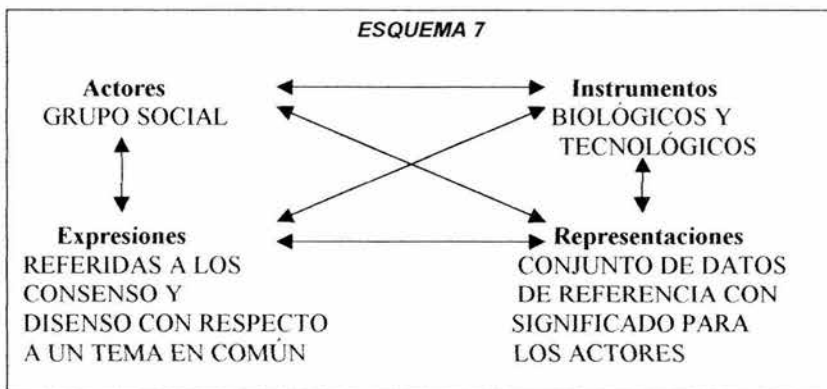 ESQUEMA 7
Actores
GRUPO SOCIAL
Instrumentos
BIOLÓGICOS Y
TECNOLÓGICOS
Expresiones
REFERIDAS A LOS
CONSENSO Y
DISENSO CON RESPECTO
A UN TEMA EN COMÚN
Representaciones
CONJUNTO DE DATOS
DE REFERENCIA CON
SIGNIFICADO PARA
LOS ACTORES